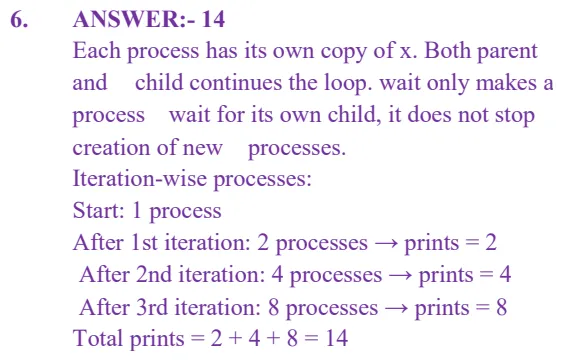 6. ANSWER:- 14
Each process has its own copy of x. Both parent
and child continues the loop. wait only makes a
process wait for its own child, it does not stop
creation of new processes.
Iteration-wise processes:
Start: 1 process
After 1st iteration: 2 processes → prints = 2
After 2nd iteration: 4 processes → prints = 4
After 3rd iteration: 8 processes → prints = 8
Total prints = 2 + 4 + 8 = 14